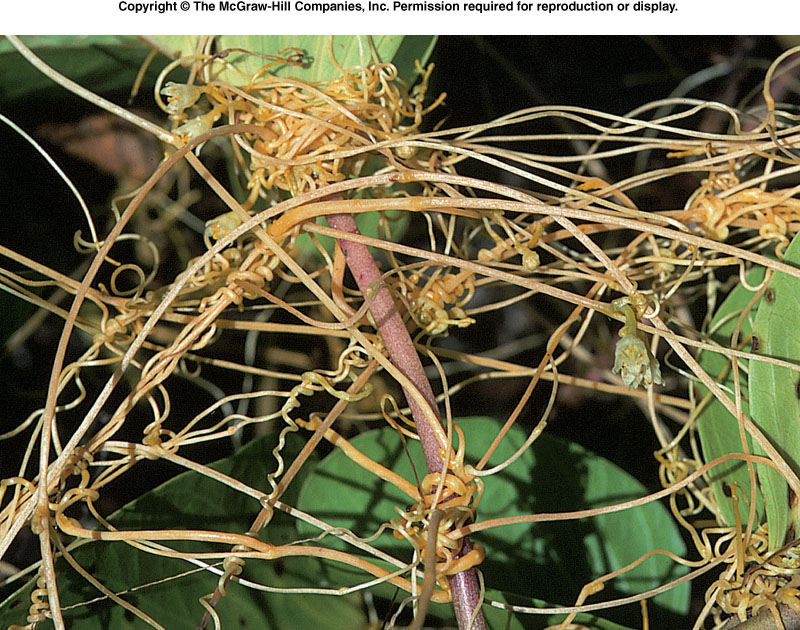 Copyright © The McGraw-Hill Companies, Inc. Permission required for reproduction or display.